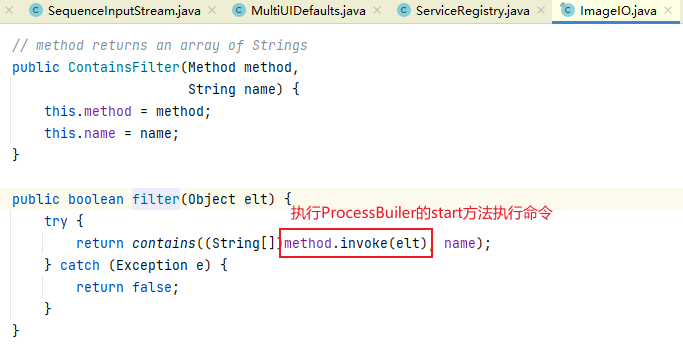 SequenceInputStream.java × MultiUIDefaults.java × ServiceRegistry.java × ImageIO.java ×
// method returns an array of Strings
public ContainsFilter(Method method,
String name) {
this.method = method;
this.name = name;
}
public boolean filter(Object elt) {
执行ProcessBuiler的start方法执行命令
try {
return contains((String[])method.invoke(elt), name);
} catch (Exception e) {
return false;
}
}